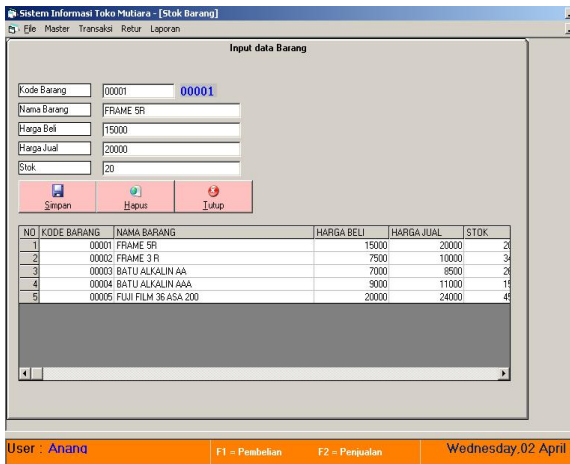 Sistem Informasi Toko Mutiara - [Stok Barang]
File Master Transaksi Retur Laporan
Input data Barang
Kode Barang 00001 00001
Nama Barang FRAME 5R
Harga Beli 15000
Harga Jual 20000
Stok 20
Simpan Hapus Tutup
NO KODE BARANG NAMA BARANG HARGA BELI HARGA JUAL STOK
1 00001 FRAME 5R 15000 20000 20
2 00002 FRAME 3 R 7500 10000
3 00003 BATU ALKALIN AA 7000 8500
4 00004 BATU ALKALIN AAA 9000 11000
5 00005 FUJI FILM 36 ASA 200 20000 24000
User : Anang F1 = Pembelian F2 = Penjualan Wednesday,02 April